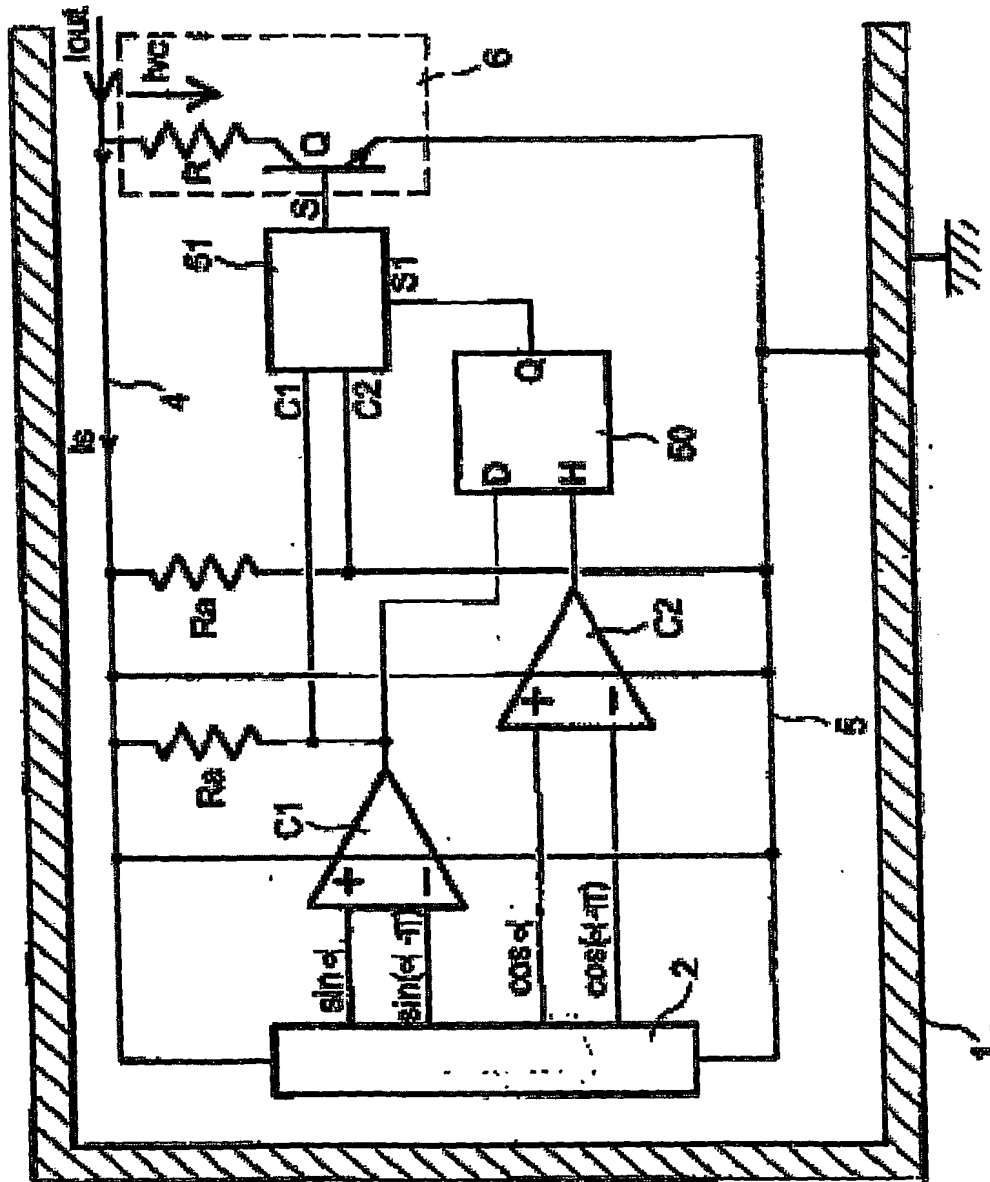 Iout
Ivc
6
R
Q
S
51
S1
4
Is
C1
C2
Q
D
H
50
Ra
Ra
C1
+
−
C2
+
−
5
sin α
sin(α-π)
cos α
cos(α-π)
2
1